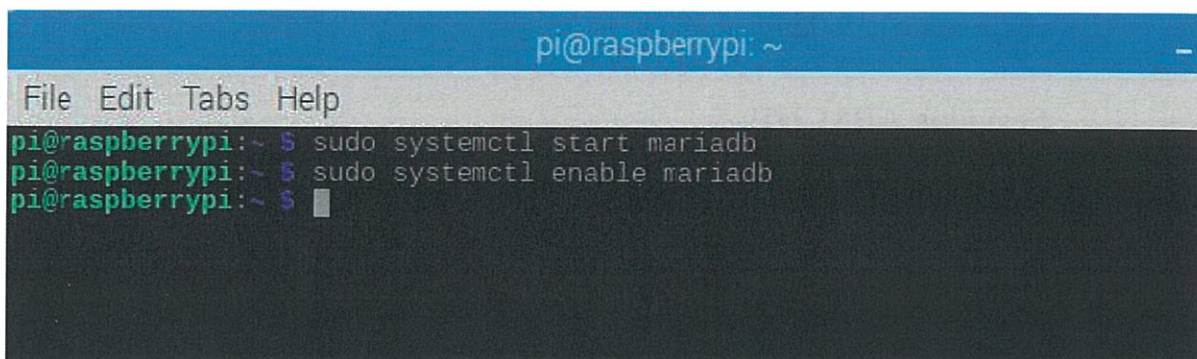 pi@raspberrypi: ~
File Edit Tabs Help
pi@raspberrypi:~ $ sudo systemctl start mariadb
pi@raspberrypi:~ $ sudo systemctl enable mariadb
pi@raspberrypi:~ $